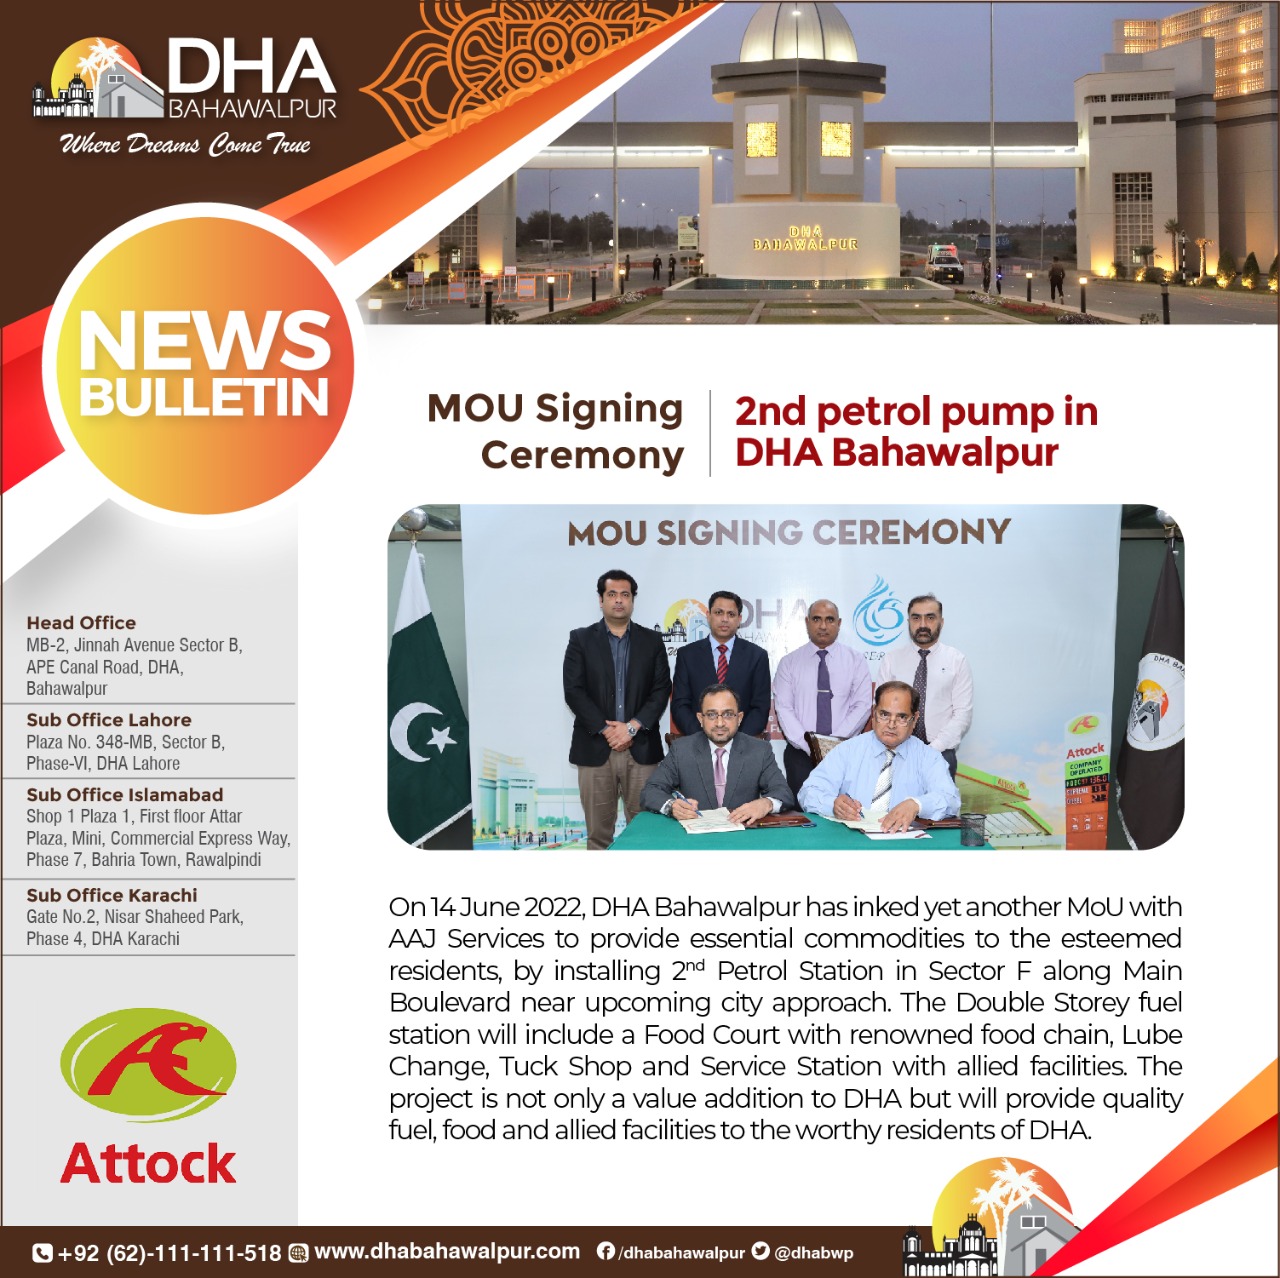 DHA
BAHAWALPUR
Where Dreams Come True
DHA
BAHAWALPUR
NEWS
BULLETIN
MOU Signing
Ceremony
2nd petrol pump in
DHA Bahawalpur
MOU SIGNING CEREMONY
DHA
Attock
COMPANY
OPERATED
Head Office
MB-2, Jinnah Avenue Sector B,
APE Canal Road, DHA,
Bahawalpur
Sub Office Lahore
Plaza No. 348-MB, Sector B,
Phase-VI, DHA Lahore
Sub Office Islamabad
Shop 1 Plaza 1, First floor Attar
Plaza, Mini, Commercial Express Way,
Phase 7, Bahria Town, Rawalpindi
Sub Office Karachi
Gate No.2, Nisar Shaheed Park,
Phase 4, DHA Karachi
Attock
On 14 June 2022, DHA Bahawalpur has inked yet another MoU with
AAJ Services to provide essential commodities to the esteemed
residents, by installing 2nd Petrol Station in Sector F along Main
Boulevard near upcoming city approach. The Double Storey fuel
station will include a Food Court with renowned food chain, Lube
Change, Tuck Shop and Service Station with allied facilities. The
project is not only a value addition to DHA but will provide quality
fuel, food and allied facilities to the worthy residents of DHA.
+92 (62)-111-111-518 www.dhabahawalpur.com /dhabahawalpur @dhabwp